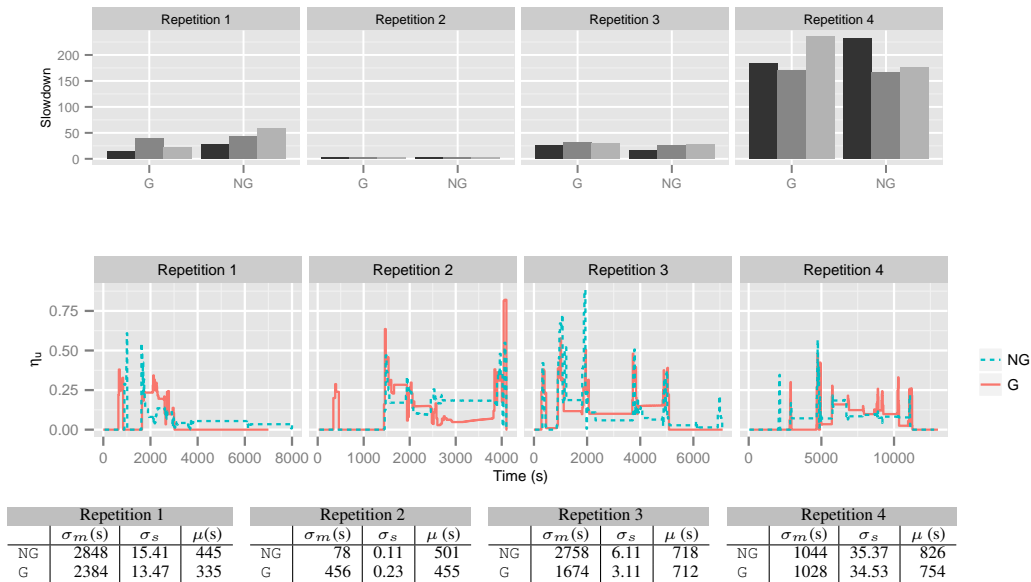 Repetition 1 Repetition 2 Repetition 3 Repetition 4
Slowdown
200
150
100
50
0
G NG G NG G NG G NG
Repetition 1 Repetition 2 Repetition 3 Repetition 4
ηu
0.75
0.50
0.25
0.00
0 2000 4000 6000 8000 0 1000 2000 3000 4000 0 2000 4000 6000 0 5000 10000
Time (s)
NG
G
Repetition 1 Repetition 2 Repetition 3 Repetition 4
σm(s) σs μ(s) σm(s) σs μ (s) σm(s) σs μ(s) σm(s) σs μ(s)
NG 2848 15.41 445 NG 78 0.11 501 NG 2758 6.11 718 NG 1044 35.37 826
G 2384 13.47 335 G 456 0.23 455 G 1674 3.11 712 G 1028 34.53 754